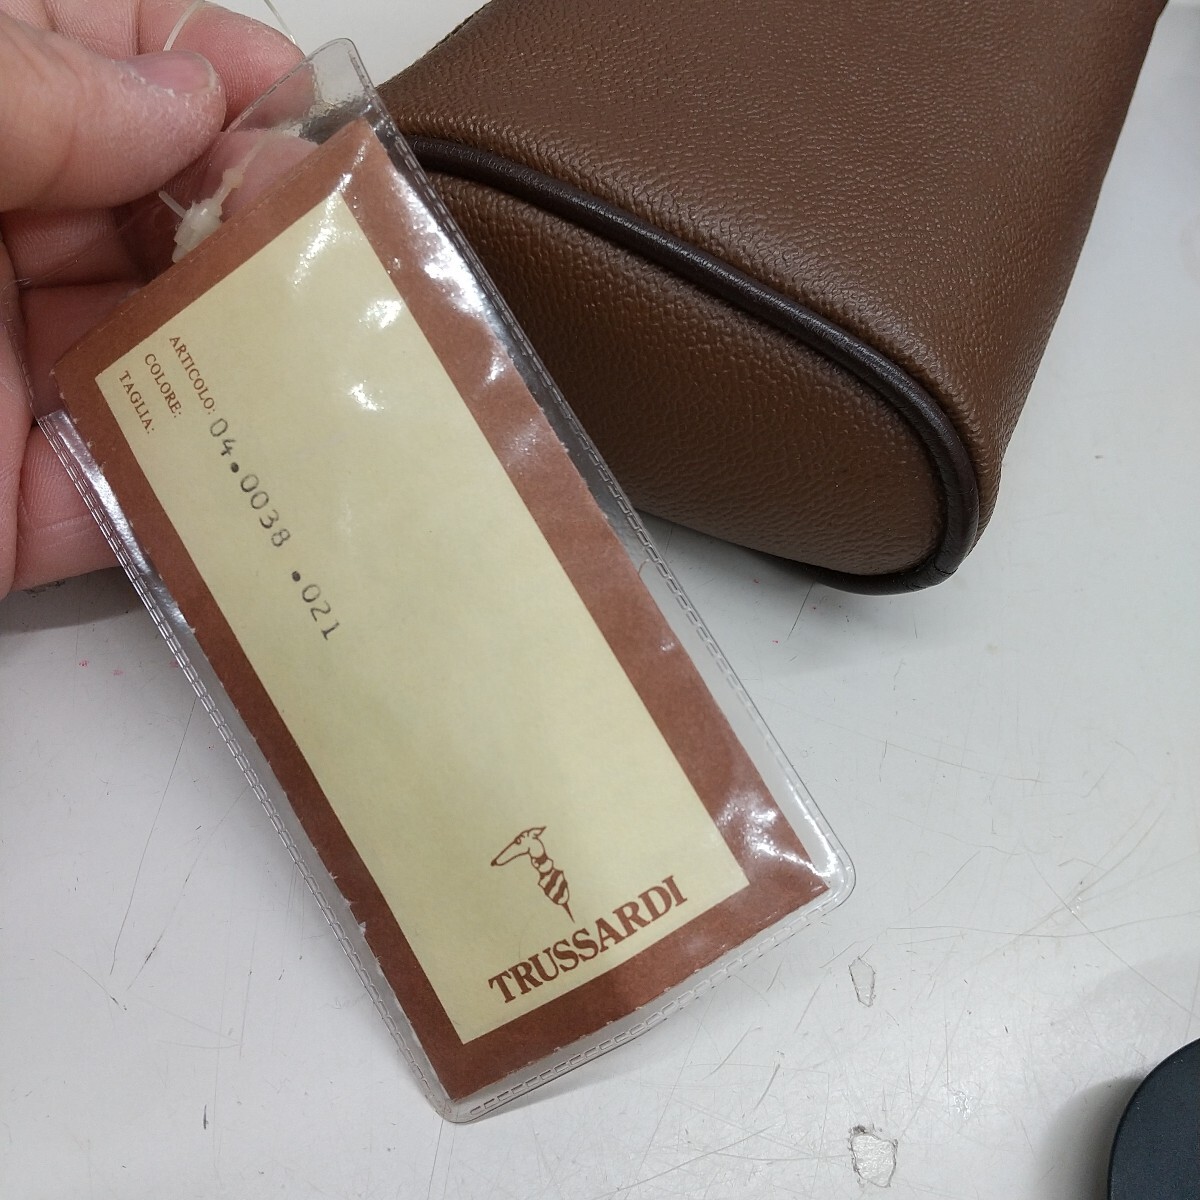 ARTICOLO: 04.0038 .021
COLORE:
TAGLIA:
TRUSSARDI